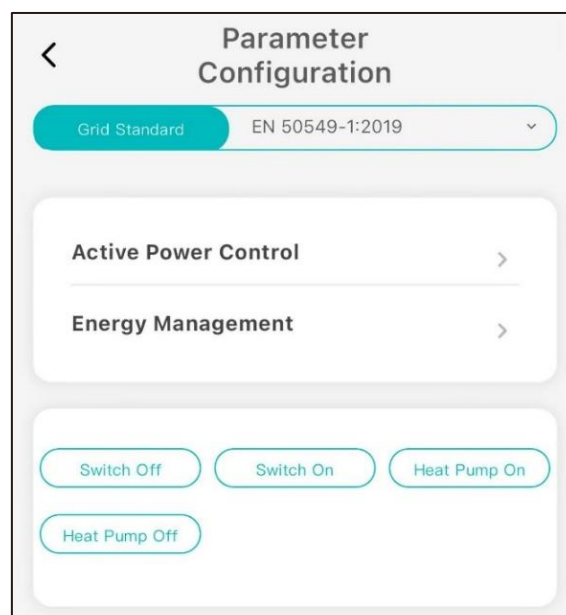 Parameter
Configuration
Grid Standard EN 50549-1:2019
Active Power Control
Energy Management
Switch Off Switch On Heat Pump On
Heat Pump Off